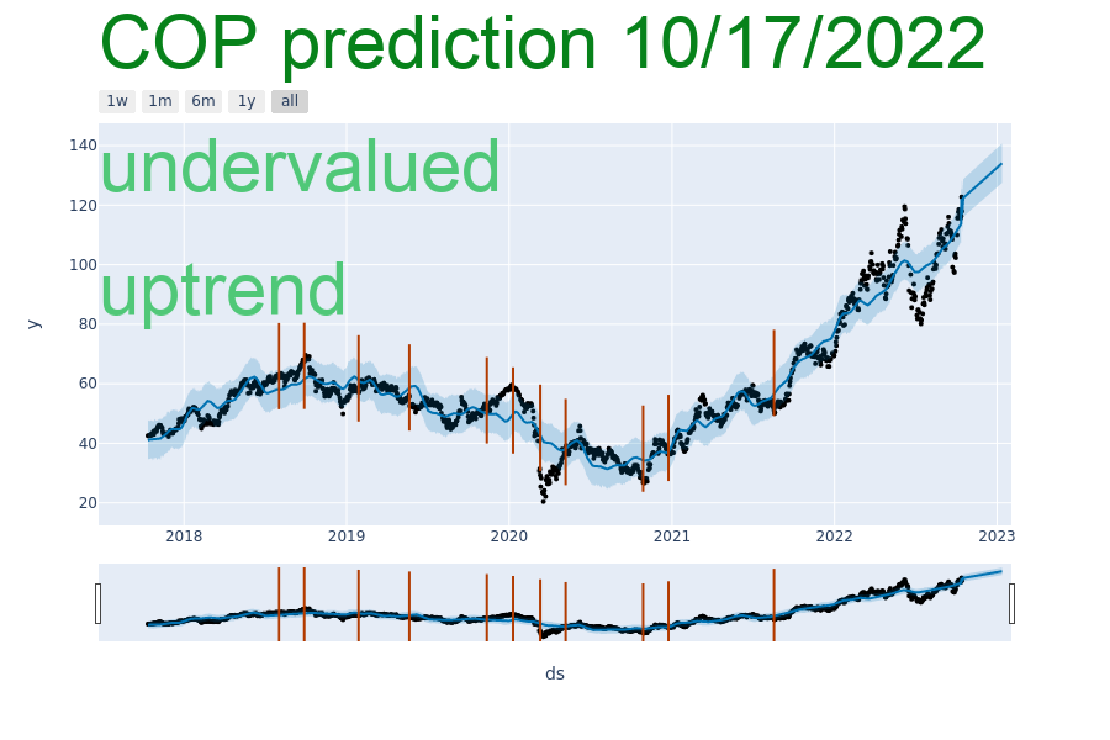 COP prediction 10/17/2022
1w 1m 6m 1y all
undervalued
uptrend
140
120
100
80
60
40
20
y
2018 2019 2020 2021 2022 2023
ds